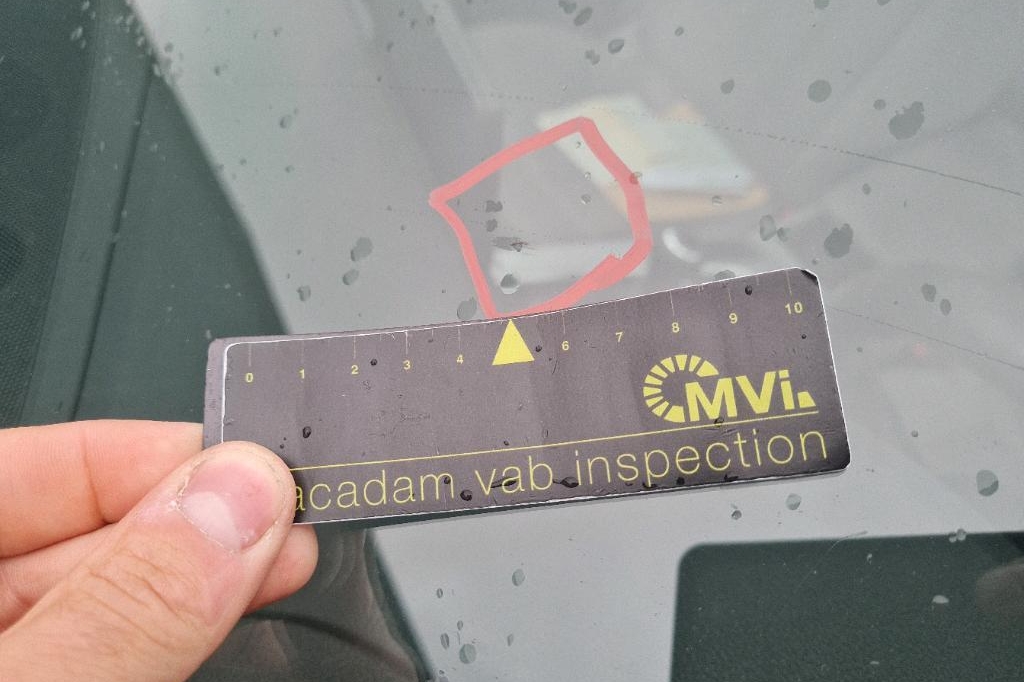 0 1 2 3 4 6 7 8 9 10
MVi
acadam vab inspection